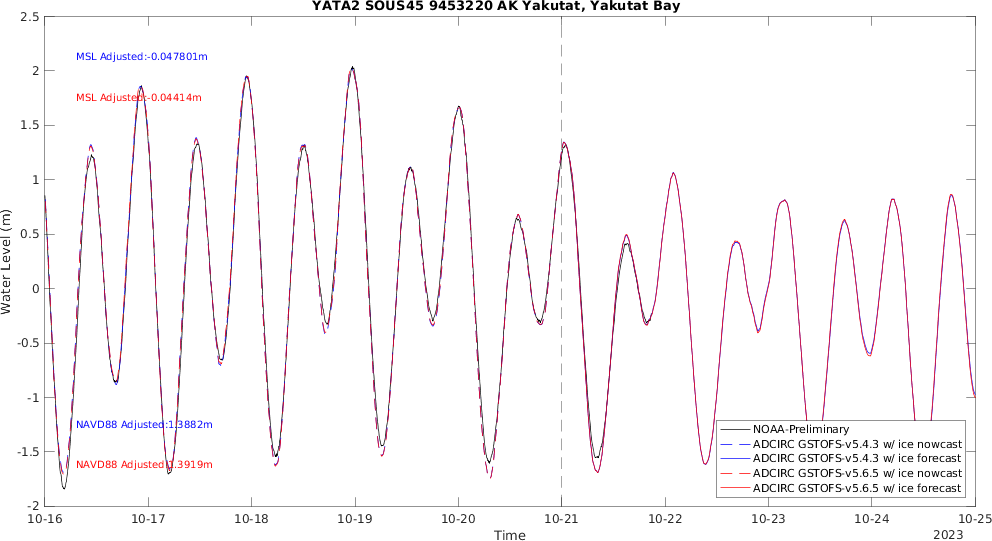 YATA2 SOUS45 9453220 AK Yakutat, Yakutat Bay
2.5
2
1.5
1
0.5
0
-0.5
-1
-1.5
-2
Water Level (m)
MSL Adjusted:-0.047801m
MSL Adjusted:-0.04414m
NAVD88 Adjusted:1.3882m
NAVD88 Adjusted:1.3919m
NOAA-Preliminary
ADCIRC GSTOFS-v5.4.3 w/ ice nowcast
ADCIRC GSTOFS-v5.4.3 w/ ice forecast
ADCIRC GSTOFS-v5.6.5 w/ ice nowcast
ADCIRC GSTOFS-v5.6.5 w/ ice forecast
10-16 10-17 10-18 10-19 10-20 10-21 10-22 10-23 10-24 10-25
Time
2023